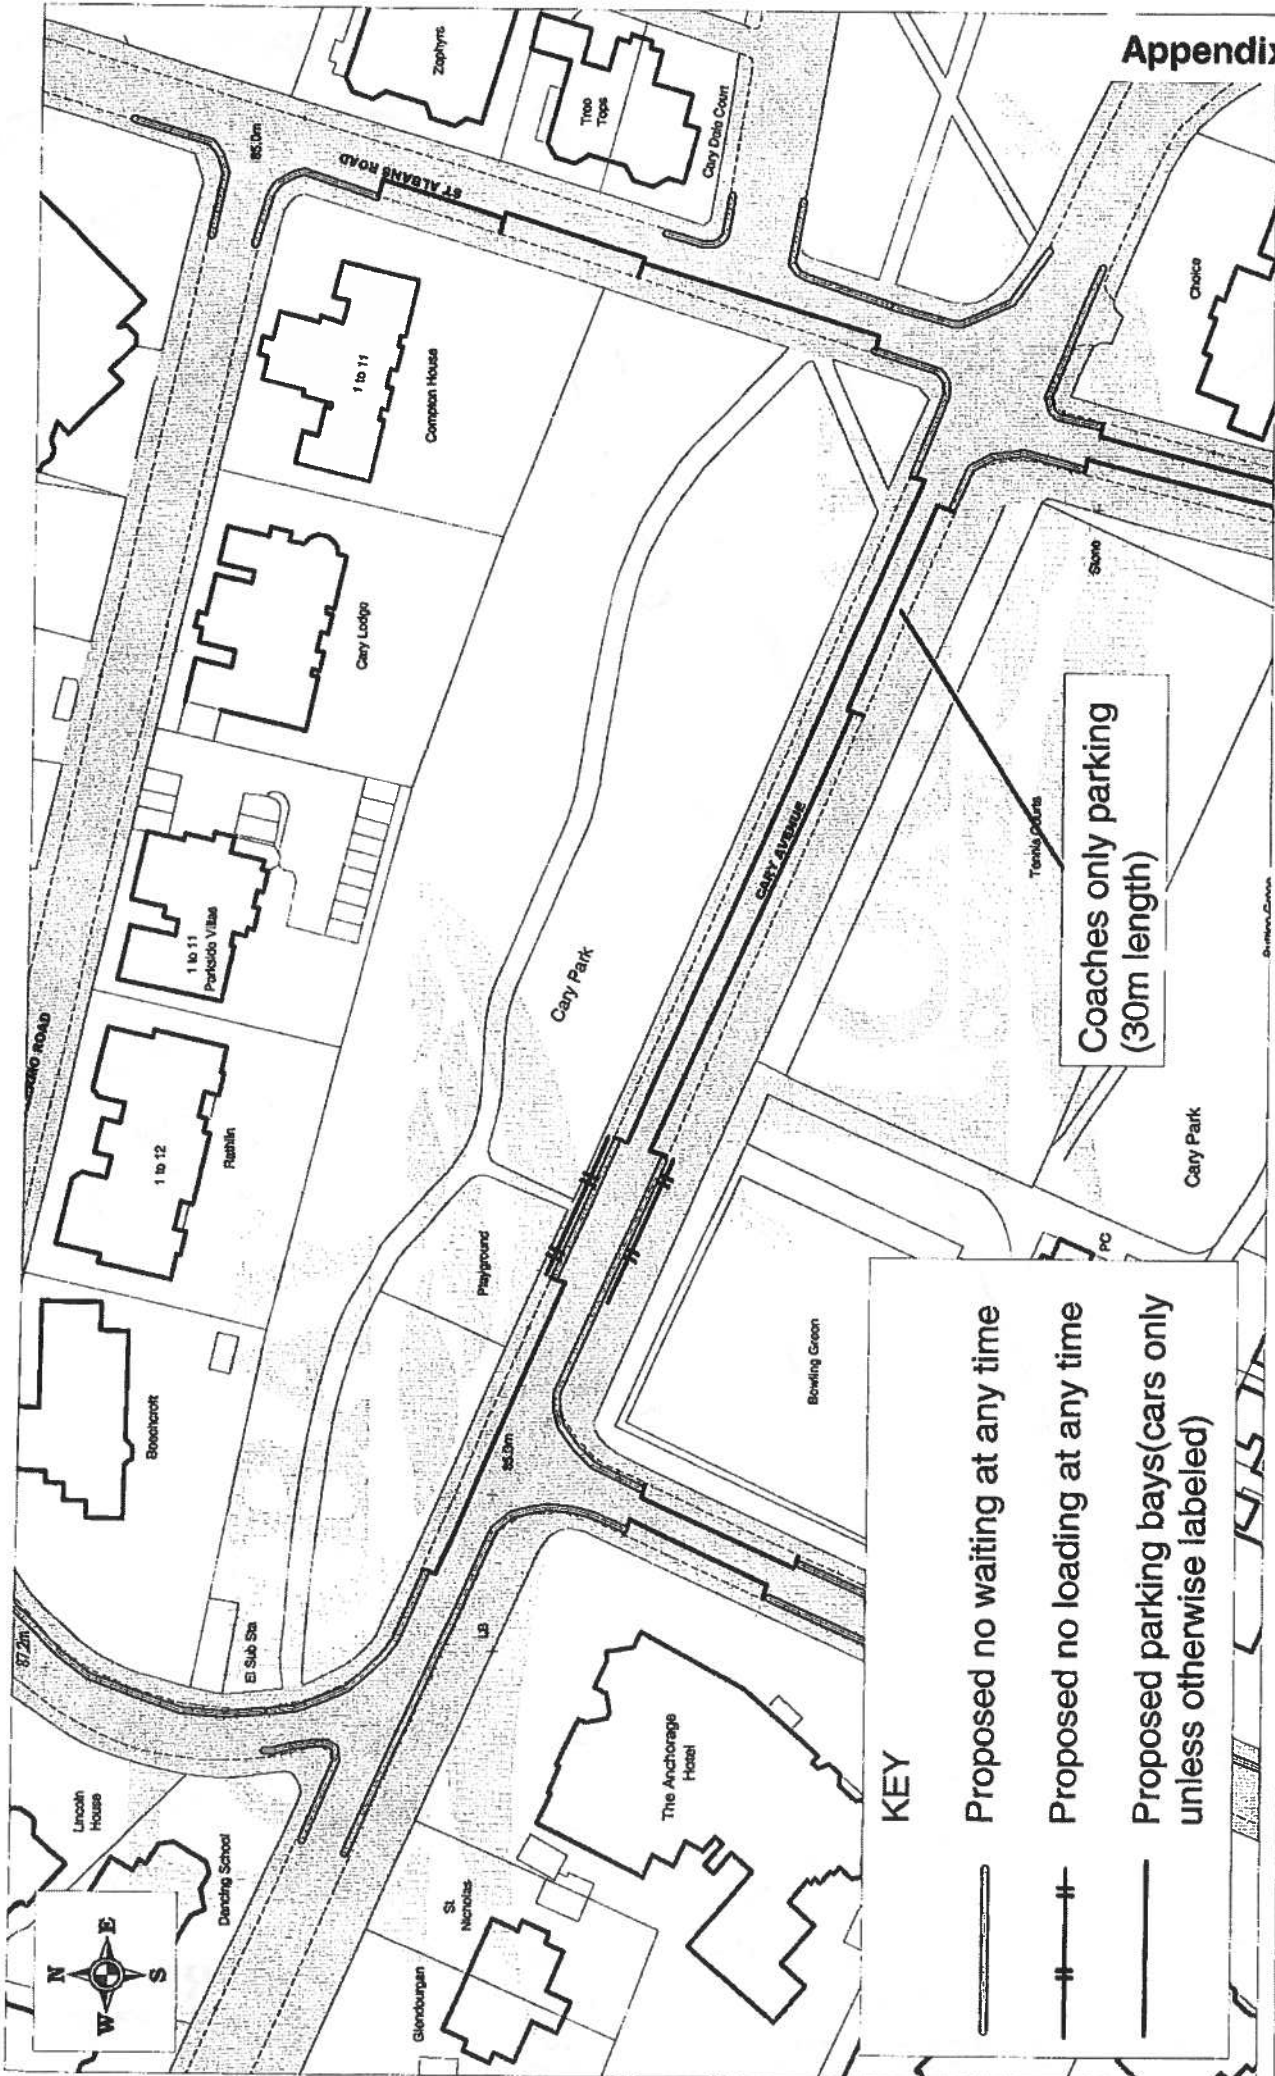 Appendix
Zephyrs
Tree
Tops
Cary Dale Court
ST ALBANS ROAD
85.0m
Choice
1 to 11
Compton House
Cary Lodge
Stone
1 to 11
Parkside Villas
ROAD
1 to 12
Rathlin
Beechcroft
Cary Park
CARY AVENUE
Tennis Courts
Coaches only parking
(30m length)
Playground
Cary Park
PC
Bowling Green
85.0m
El Sub Sta
87.2m
LB
The Anchorage
Hotel
Lincoln
House
Dancing School
St
Nicholas
Glendourgan
N
E
S
W
KEY
Proposed no waiting at any time
Proposed no loading at any time
Proposed parking bays(cars only
unless otherwise labeled)